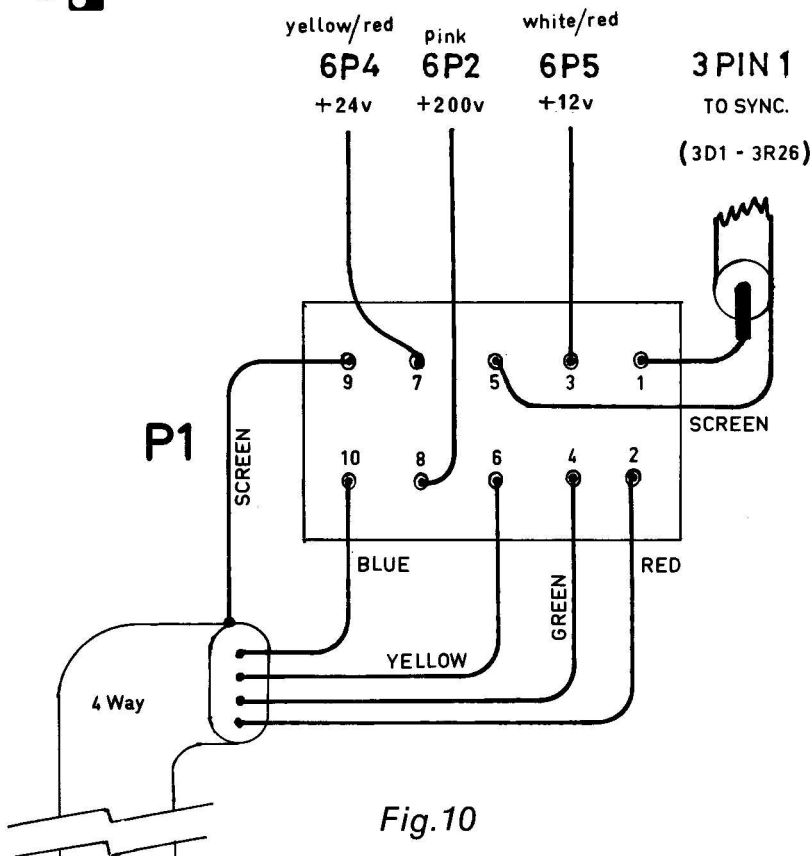 yellow/red pink white/red
6P4 6P2 6P5 3 PIN 1
+24v +200v +12v TO SYNC.
(3D1 - 3R26)
9 7 5 3 1
SCREEN
P1
SCREEN
10 8 6 4 2
BLUE RED
GREEN
YELLOW
4 Way
Fig.10